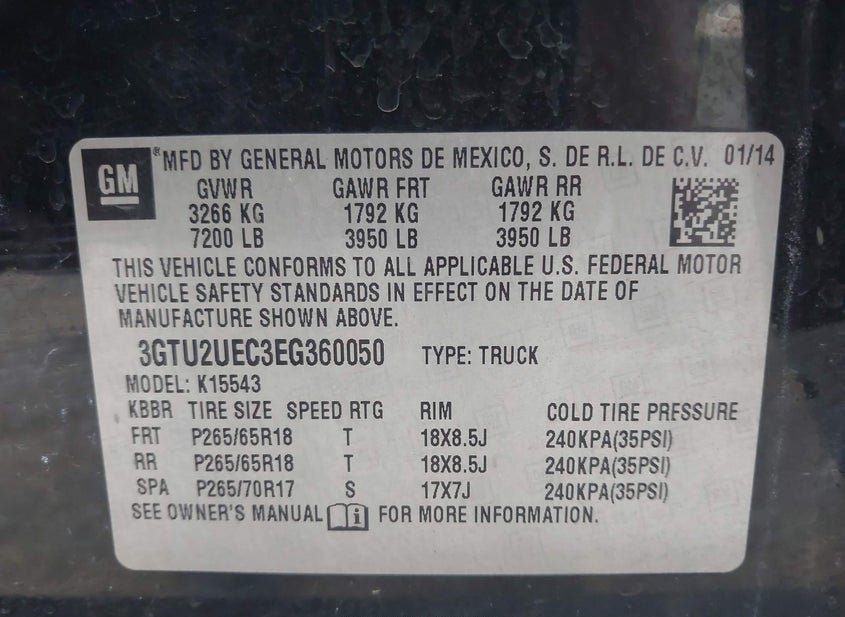 GM ®MFD BY GENERAL MOTORS DE MEXICO, S. DE R.L. DE C.V. 01/14
GVWR GAWR FRT GAWR RR
3266 KG 1792 KG 1792 KG
7200 LB 3950 LB 3950 LB
THIS VEHICLE CONFORMS TO ALL APPLICABLE U.S. FEDERAL MOTOR
VEHICLE SAFETY STANDARDS IN EFFECT ON THE DATE OF
MANUFACTURE SHOWN ABOVE.
3GTU2UEC3EG360050 TYPE: TRUCK
MODEL: K15543
KBBR TIRE SIZE SPEED RTG RIM COLD TIRE PRESSURE
FRT P265/65R18 T 18X8.5J 240KPA(35PSI)
RR P265/65R18 T 18X8.5J 240KPA(35PSI)
SPA P265/70R17 S 17X7J 240KPA(35PSI)
SEE OWNER'S MANUAL i FOR MORE INFORMATION.